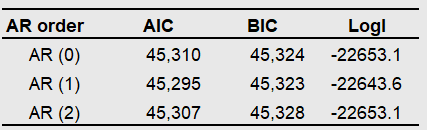 AR order AIC BIC Logl
AR (0) 45,310 45,324 -22653.1
AR (1) 45,295 45,323 -22643.6
AR (2) 45,307 45,328 -22653.1